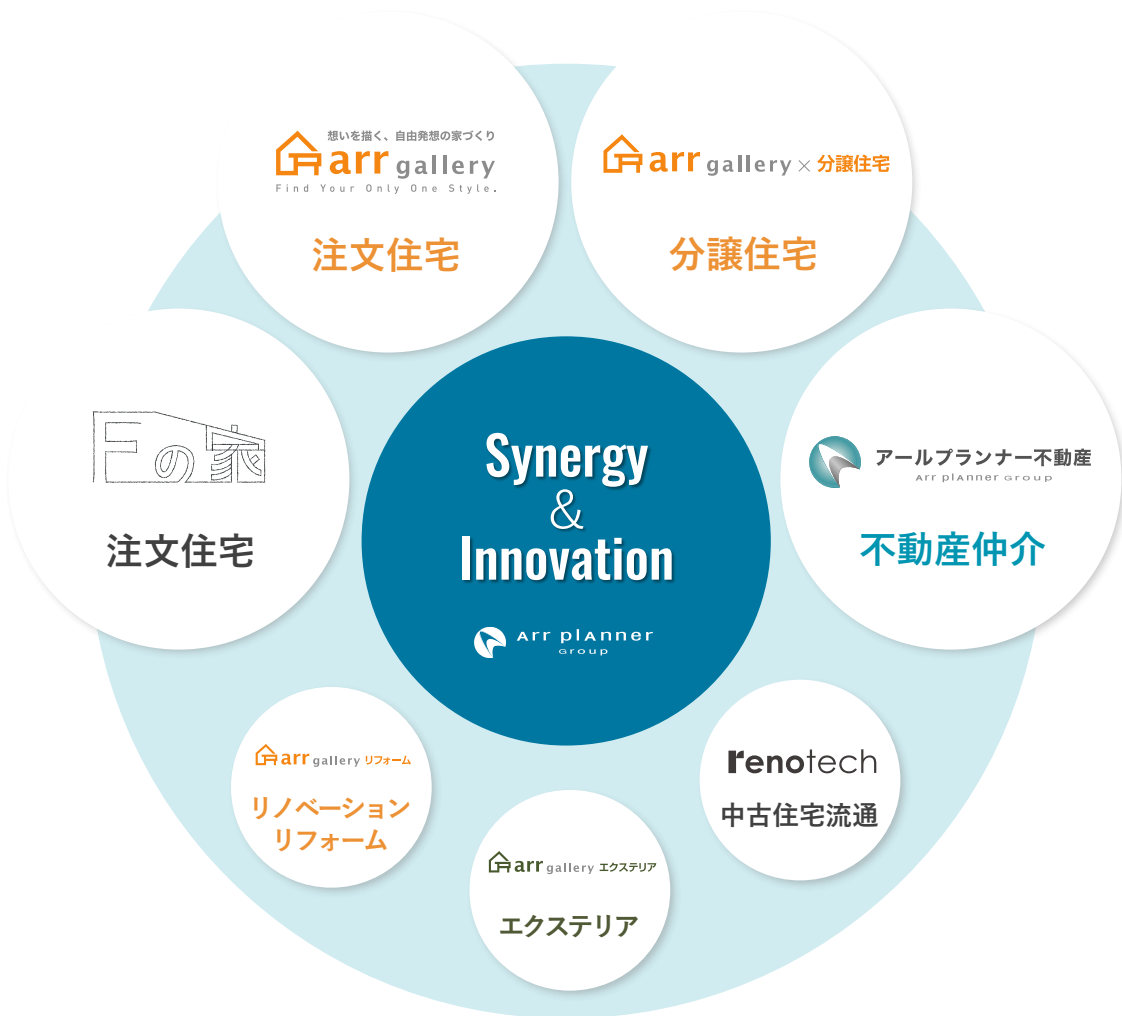 想いを描く、自由発想の家づくり
arr gallery
Find Your Only One Style.
注文住宅
arr gallery × 分譲住宅
分譲住宅
Fの家
注文住宅
Synergy
&
Innovation
Arr plAnner
Group
アールプランナー不動産
Arr plAnner Group
不動産仲介
arr gallery リフォーム
リノベーション
リフォーム
arr gallery エクステリア
エクステリア
renotech
中古住宅流通